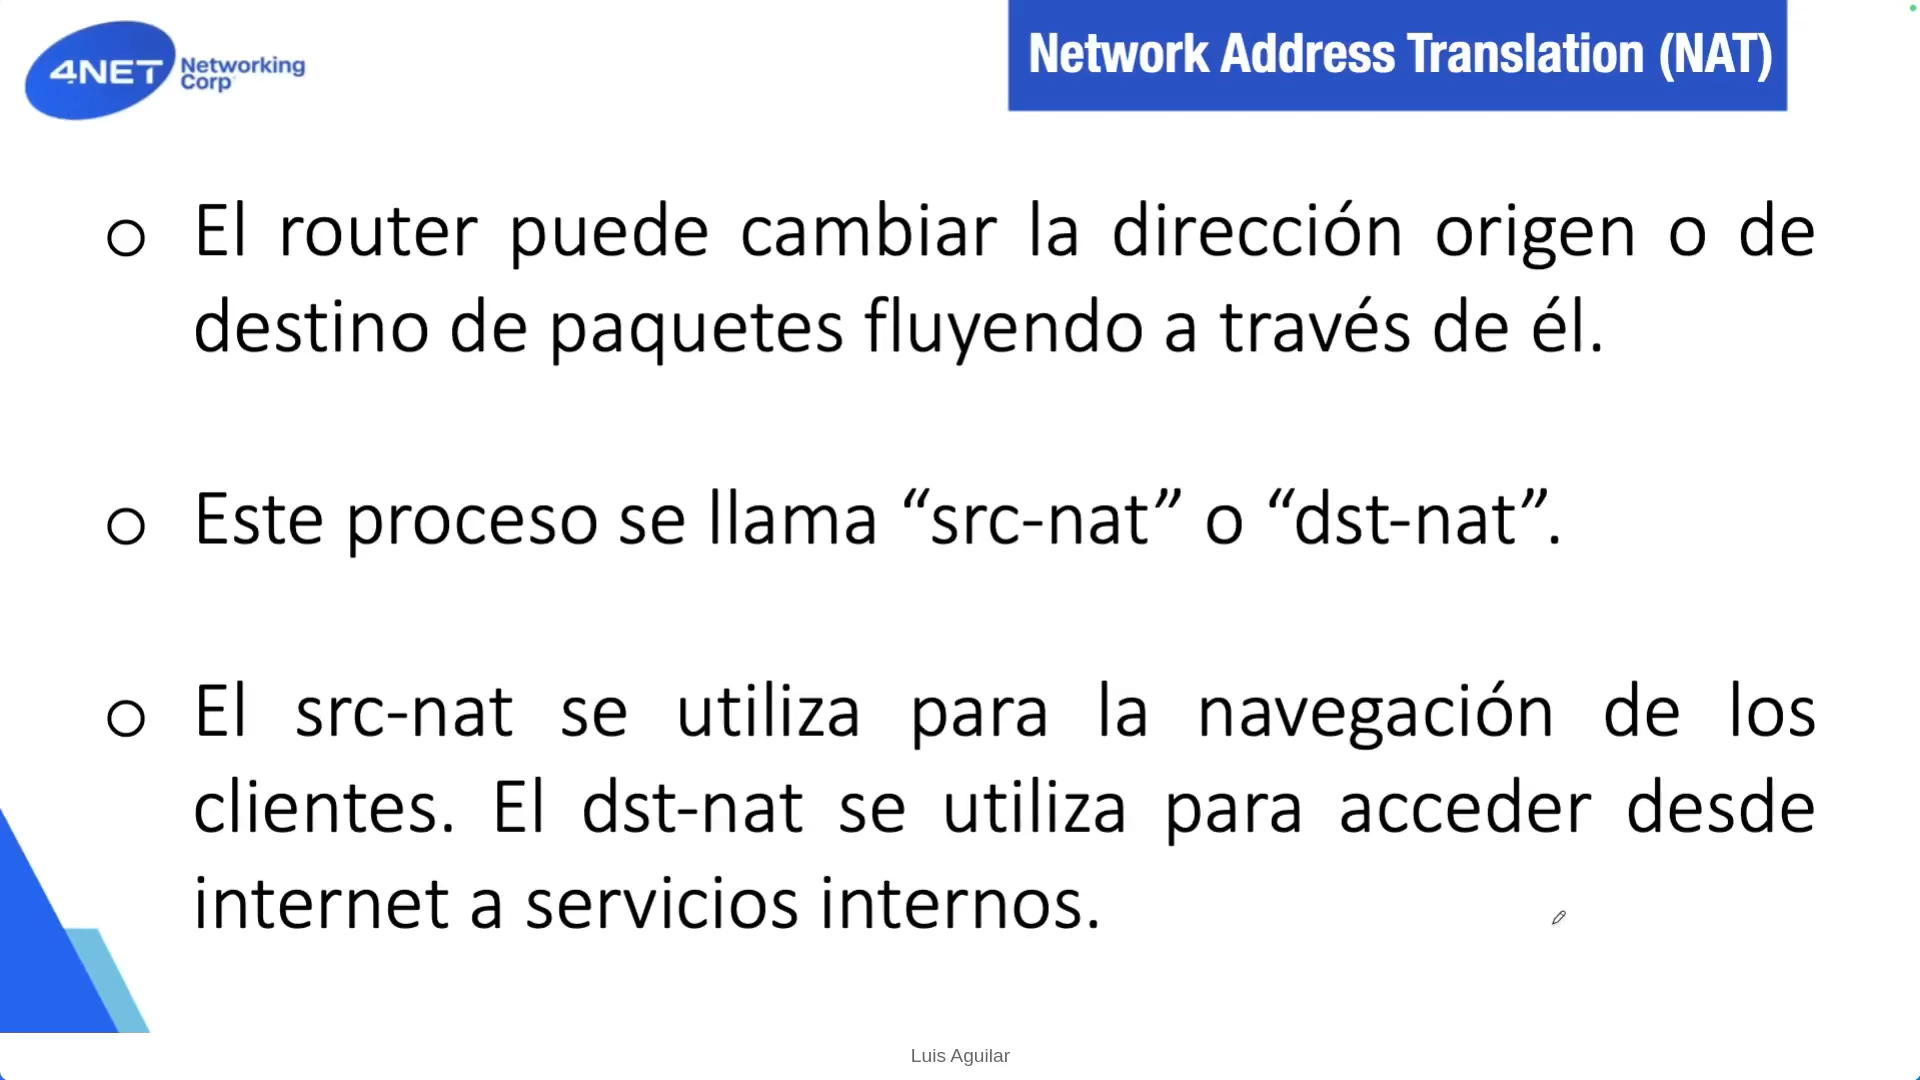 4NET Networking
Corp
Network Address Translation (NAT)
o El router puede cambiar la dirección origen o de
destino de paquetes fluyendo a través de él.
o Este proceso se llama “src-nat” o “dst-nat”.
o El src-nat se utiliza para la navegación de los
clientes. El dst-nat se utiliza para acceder desde
internet a servicios internos.
Luis Aguilar